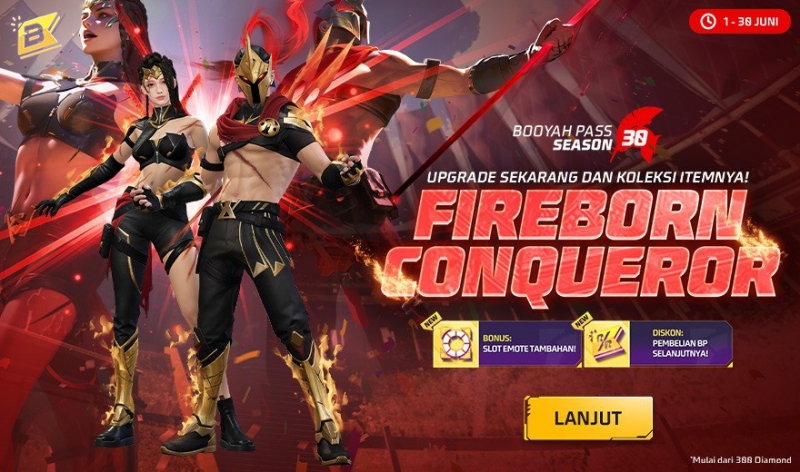 B
1 - 30 JUNI
BOOYAH PASS
SEASON 30
UPGRADE SEKARANG DAN KOLEKSI ITEMNYA!
FIREBORN
CONQUEROR
NEW
BONUS:
SLOT EMOTE TAMBAHAN!
NEW
DISKON:
PEMBELIAN BP
SELANJUTNYA!
LANJUT
*Mulai dari 300 Diamond